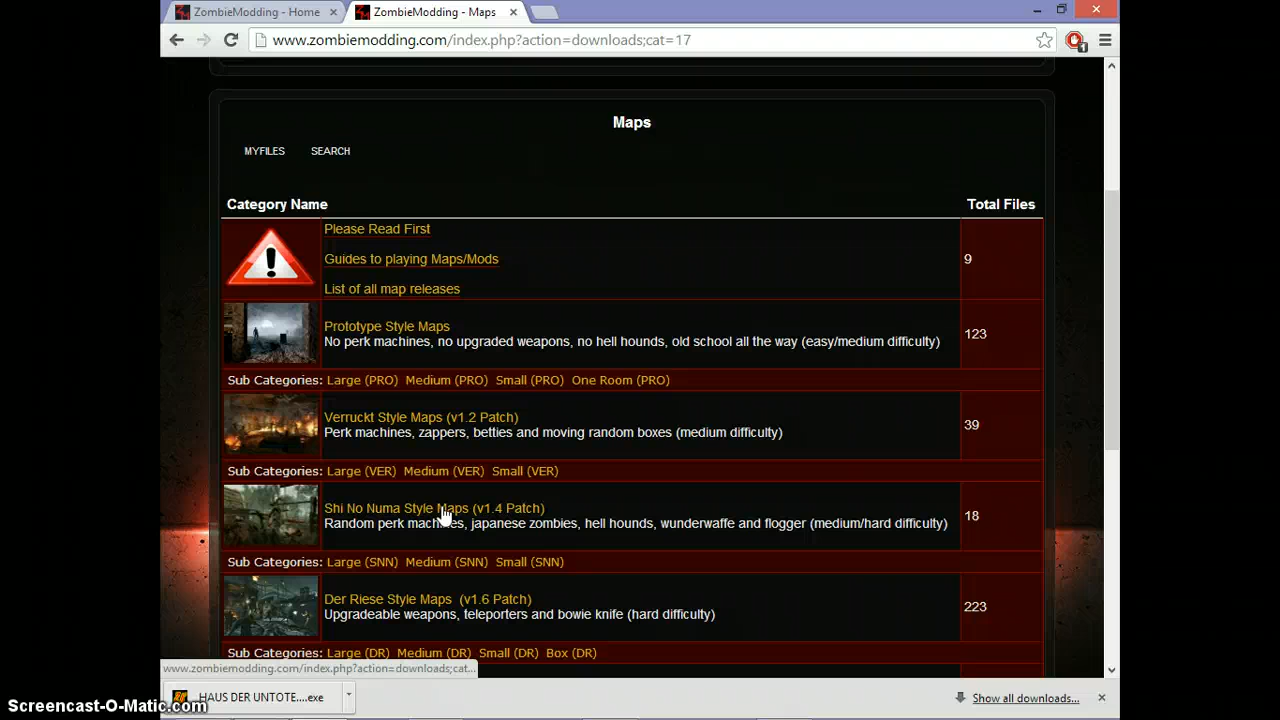 ZombieModding - Home
ZombieModding - Maps
www.zombiemodding.com/index.php?action=downloads;cat=17
1
Maps
MYFILES SEARCH
Category Name Total Files
Please Read First
Guides to playing Maps/Mods
List of all map releases
9
Prototype Style Maps
No perk machines, no upgraded weapons, no hell hounds, old school all the way (easy/medium difficulty)
123
Sub Categories: Large (PRO) Medium (PRO) Small (PRO) One Room (PRO)
Verruckt Style Maps (v1.2 Patch)
Perk machines, zappers, betties and moving random boxes (medium difficulty)
39
Sub Categories: Large (VER) Medium (VER) Small (VER)
Shi No Numa Style Maps (v1.4 Patch)
Random perk machines, japanese zombies, hell hounds, wunderwaffe and flogger (medium/hard difficulty)
18
Sub Categories: Large (SNN) Medium (SNN) Small (SNN)
Der Riese Style Maps (v1.6 Patch)
Upgradeable weapons, teleporters and bowie knife (hard difficulty)
223
Sub Categories: Large (DR) Medium (DR) Small (DR) Box (DR)
www.zombiemodding.com/index.php?action=downloads;cat...
HAUS DER UNTOTE....exe
Show all downloads...
Screencast-O-Matic.com